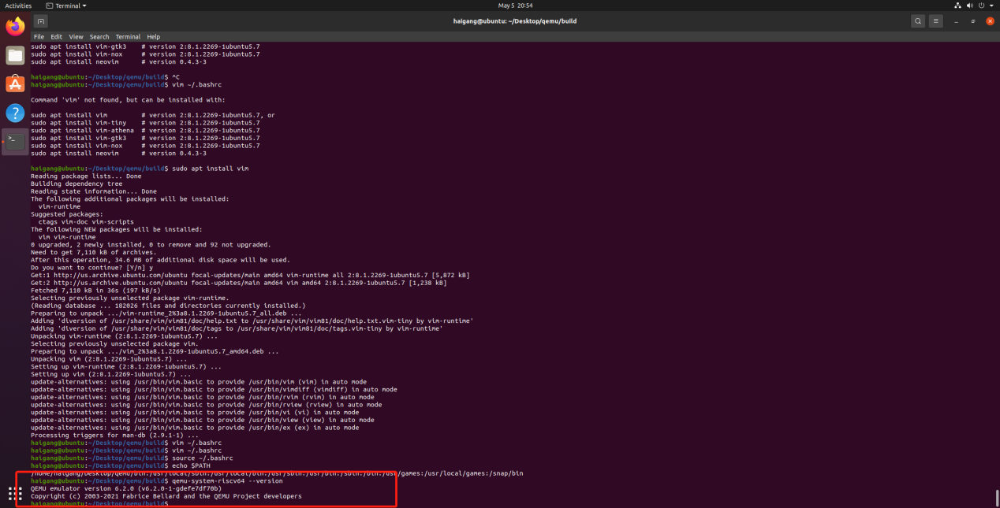 Activities
Terminal
May 5 20:54
haigang@ubuntu: ~/Desktop/qemu/build
File Edit View Search Terminal Help
sudo apt install vim-gtk3 # version 2:8.1.2269-1ubuntu5.7
sudo apt install vim-nox # version 2:8.1.2269-1ubuntu5.7
sudo apt install neovim # version 0.4.3-3
haigang@ubuntu:~/Desktop/qemu/build$ ^C
haigang@ubuntu:~/Desktop/qemu/build$ vim ~/.bashrc
Command 'vim' not found, but can be installed with:
sudo apt install vim # version 2:8.1.2269-1ubuntu5.7, or
sudo apt install vim-tiny # version 2:8.1.2269-1ubuntu5.7
sudo apt install vim-athena # version 2:8.1.2269-1ubuntu5.7
sudo apt install vim-gtk3 # version 2:8.1.2269-1ubuntu5.7
sudo apt install vim-nox # version 2:8.1.2269-1ubuntu5.7
sudo apt install neovim # version 0.4.3-3
haigang@ubuntu:~/Desktop/qemu/build$ sudo apt install vim
Reading package lists... Done
Building dependency tree
Reading state information... Done
The following additional packages will be installed:
vim-runtime
Suggested packages:
ctags vim-doc vim-scripts
The following NEW packages will be installed:
vim vim-runtime
0 upgraded, 2 newly installed, 0 to remove and 92 not upgraded.
Need to get 7,110 kB of archives.
After this operation, 34.6 MB of additional disk space will be used.
Do you want to continue? [Y/n] y
Get:1 http://us.archive.ubuntu.com/ubuntu focal-updates/main amd64 vim-runtime all 2:8.1.2269-1ubuntu5.7 [5,872 kB]
Get:2 http://us.archive.ubuntu.com/ubuntu focal-updates/main amd64 vim amd64 2:8.1.2269-1ubuntu5.7 [1,238 kB]
Fetched 7,110 kB in 36s (197 kB/s)
Selecting previously unselected package vim-runtime.
(Reading database ... 182026 files and directories currently installed.)
Preparing to unpack .../vim-runtime_2%3a8.1.2269-1ubuntu5.7_all.deb ...
Adding 'diversion of /usr/share/vim/vim81/doc/help.txt to /usr/share/vim/vim81/doc/help.txt.vim-tiny by vim-runtime'
Adding 'diversion of /usr/share/vim/vim81/doc/tags to /usr/share/vim/vim81/doc/tags.vim-tiny by vim-runtime'
Unpacking vim-runtime (2:8.1.2269-1ubuntu5.7) ...
Selecting previously unselected package vim.
Preparing to unpack .../vim_2%3a8.1.2269-1ubuntu5.7_amd64.deb ...
Unpacking vim (2:8.1.2269-1ubuntu5.7) ...
Setting up vim-runtime (2:8.1.2269-1ubuntu5.7) ...
Setting up vim (2:8.1.2269-1ubuntu5.7) ...
update-alternatives: using /usr/bin/vim.basic to provide /usr/bin/vim (vim) in auto mode
update-alternatives: using /usr/bin/vim.basic to provide /usr/bin/vimdiff (vimdiff) in auto mode
update-alternatives: using /usr/bin/vim.basic to provide /usr/bin/rvim (rvim) in auto mode
update-alternatives: using /usr/bin/vim.basic to provide /usr/bin/rview (rview) in auto mode
update-alternatives: using /usr/bin/vim.basic to provide /usr/bin/vi (vi) in auto mode
update-alternatives: using /usr/bin/vim.basic to provide /usr/bin/view (view) in auto mode
update-alternatives: using /usr/bin/vim.basic to provide /usr/bin/ex (ex) in auto mode
Processing triggers for man-db (2.9.1-1) ...
haigang@ubuntu:~/Desktop/qemu/build$ vim ~/.bashrc
haigang@ubuntu:~/Desktop/qemu/build$ vim ~/.bashrc
haigang@ubuntu:~/Desktop/qemu/build$ source ~/.bashrc
haigang@ubuntu:~/Desktop/qemu/build$ echo $PATH
/home/haigang/Desktop/qemu/bin:/usr/local/sbin:/usr/local/bin:/usr/sbin:/usr/bin:/sbin:/bin:/usr/games:/usr/local/games:/snap/bin
haigang@ubuntu:~/Desktop/qemu/build$ qemu-system-riscv64 --version
QEMU emulator version 6.2.0 (v6.2.0-1-gdefe7df70b)
Copyright (c) 2003-2021 Fabrice Bellard and the QEMU Project developers
haigang@ubuntu:~/Desktop/qemu/build$